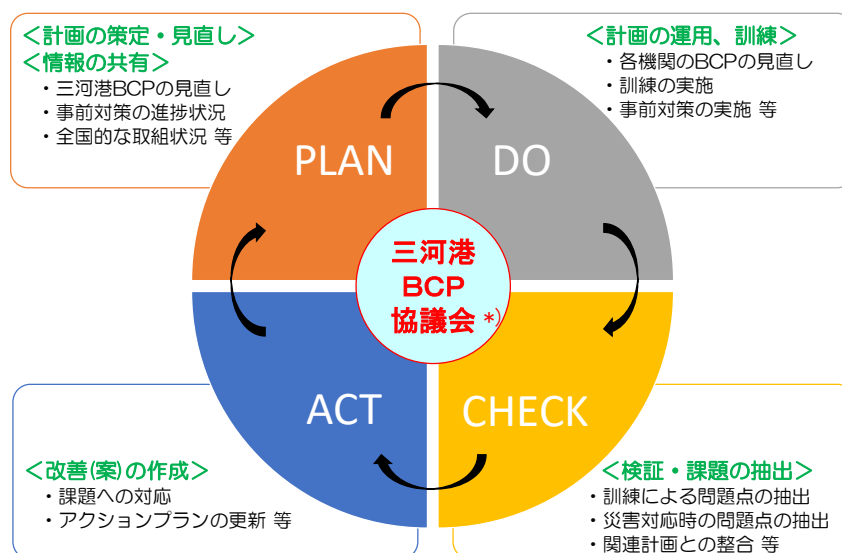 ＜計画の策定・見直し＞
＜情報の共有＞
・三河港BCPの見直し
・事前対策の進捗状況
・全国的な取組状況 等
＜計画の運用、訓練＞
・各機関のBCPの見直し
・訓練の実施
・事前対策の実施 等
PLAN
DO
三河港
BCP
協議会 *)
ACT
CHECK
＜改善(案)の作成＞
・課題への対応
・アクションプランの更新 等
＜検証・課題の抽出＞
・訓練による問題点の抽出
・災害対応時の問題点の抽出
・関連計画との整合 等